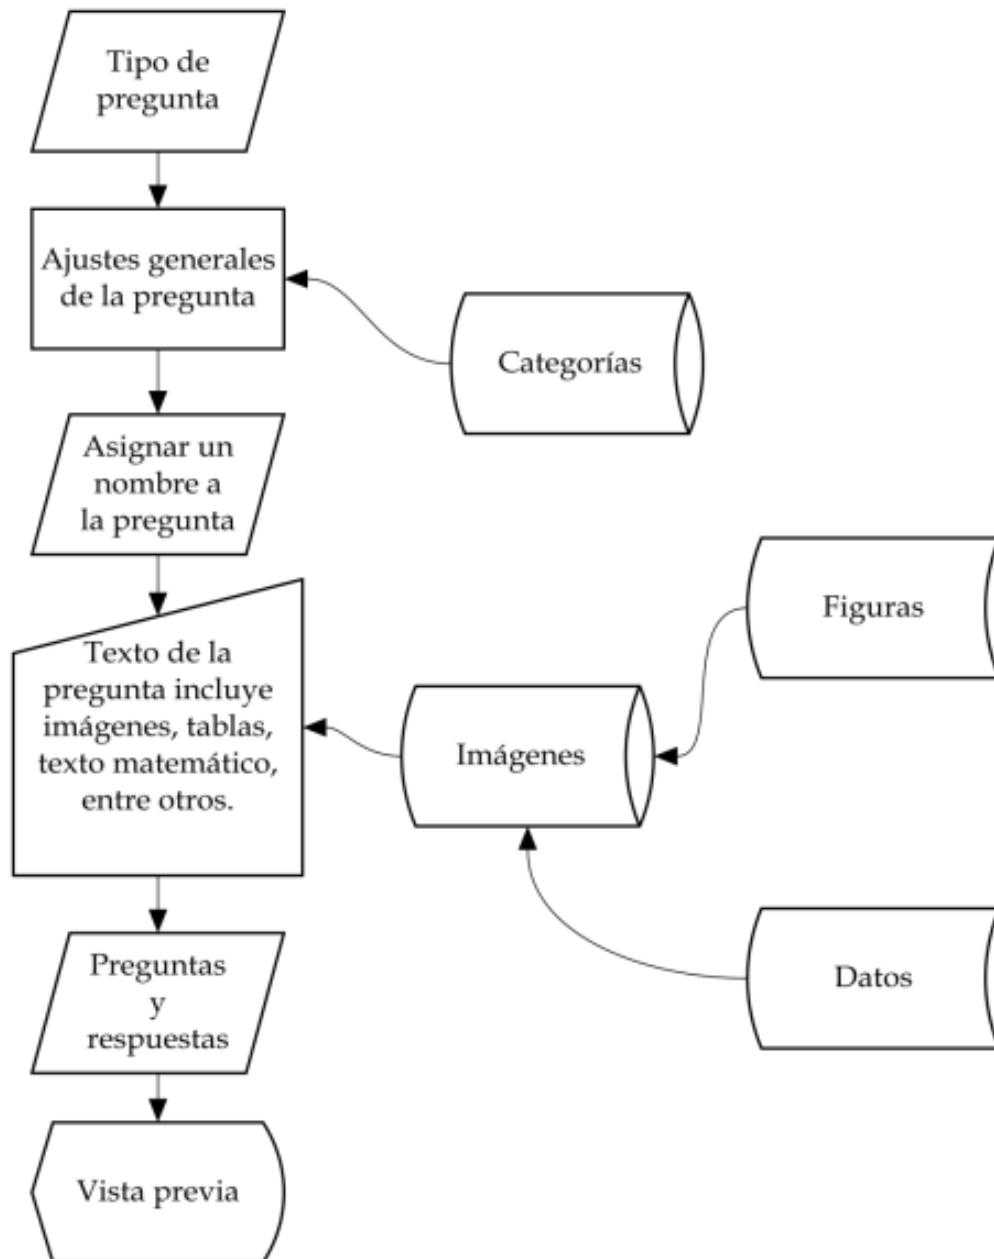 Tipo de
pregunta
Ajustes generales
de la pregunta
Categorías
Asignar un
nombre a
la pregunta
Figuras
Texto de la
pregunta incluye
imágenes, tablas,
texto matemático,
entre otros.
Imágenes
Datos
Preguntas
y
respuestas
Vista previa